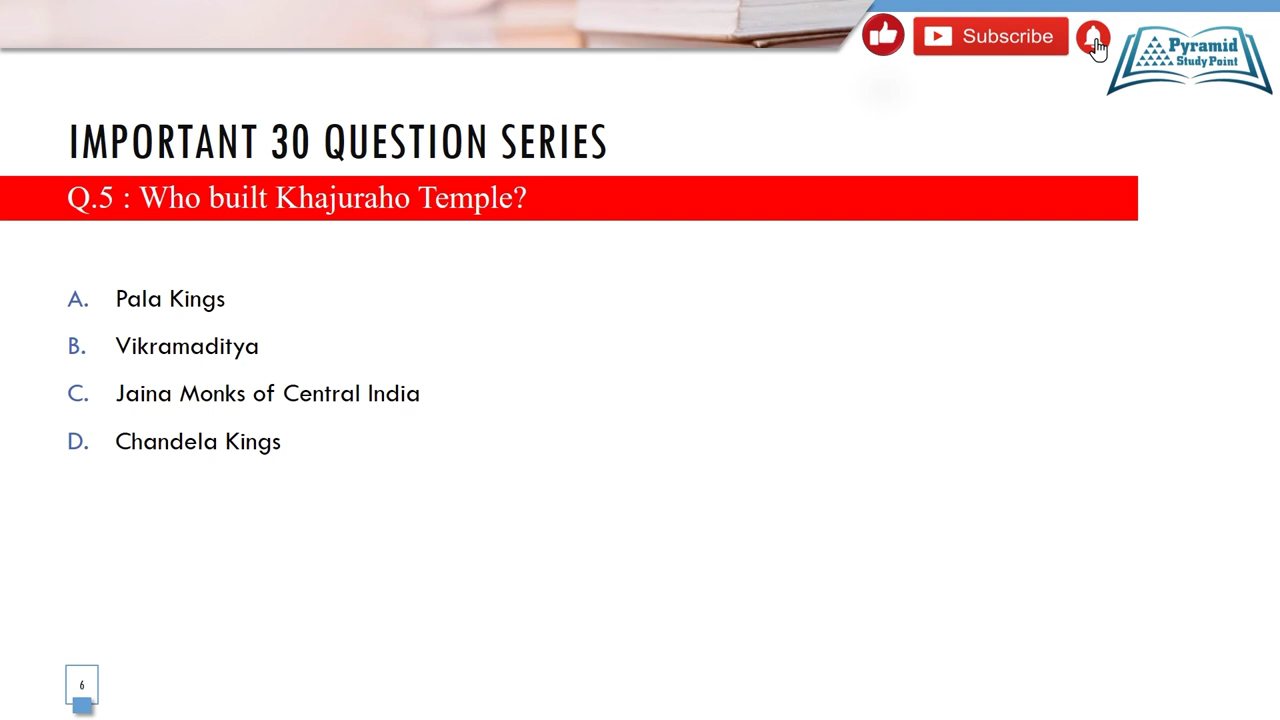 Subscribe
Pyramid
Study Point
IMPORTANT 30 QUESTION SERIES
Q.5 : Who built Khajuraho Temple?
A. Pala Kings
B. Vikramaditya
C. Jaina Monks of Central India
D. Chandela Kings
6